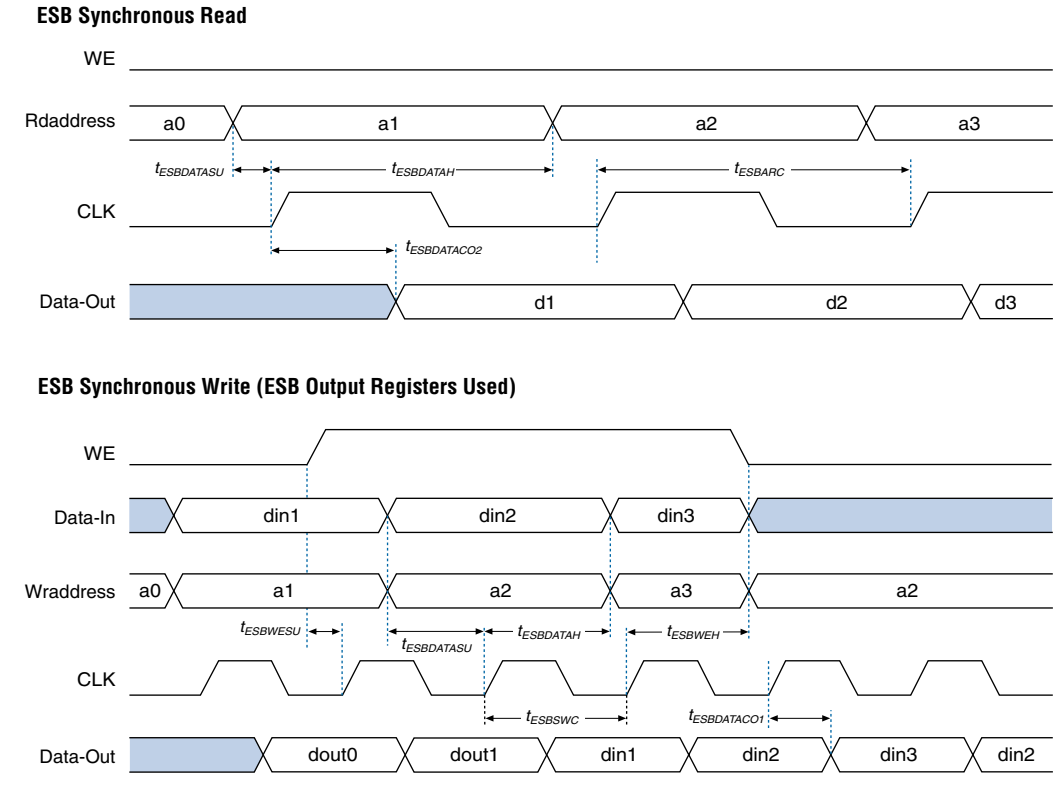 ESB Synchronous Read
WE
Rdaddress a0 a1 a2 a3
tESBDATASU tESBDATAH tESBARC
CLK
tESBDATACO2
Data-Out d1 d2 d3
ESB Synchronous Write (ESB Output Registers Used)
WE
Data-In din1 din2 din3
Wraddress a0 a1 a2 a3 a2
tESBWESU tESBDATASU tESBDATAH tESBWEH
CLK
tESBSWC tESBDATACO1
Data-Out dout0 dout1 din1 din2 din3 din2